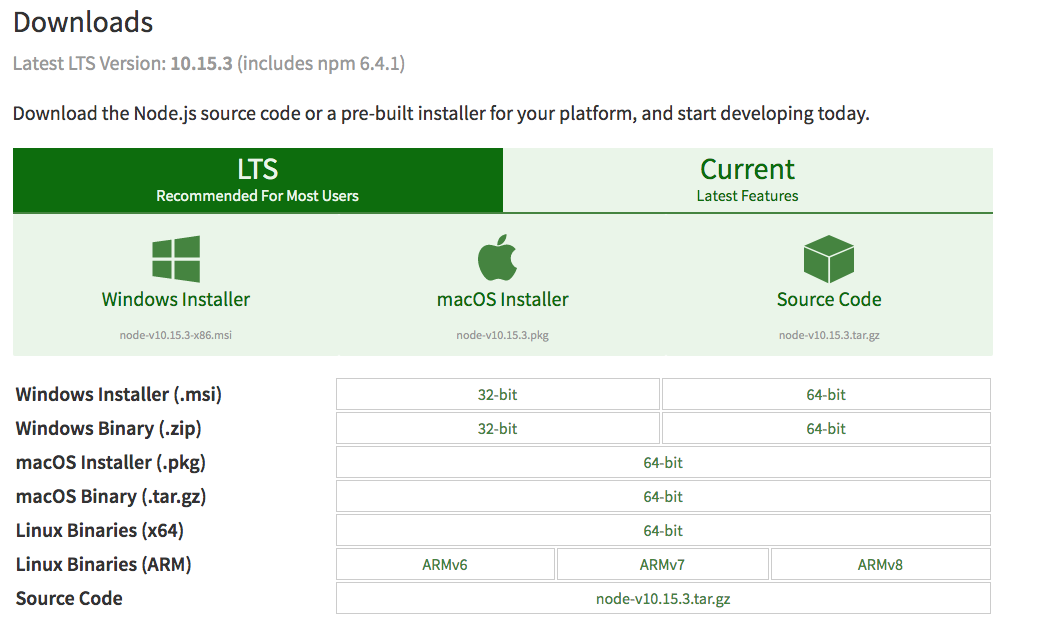 Downloads
Latest LTS Version: 10.15.3 (includes npm 6.4.1)
Download the Node.js source code or a pre-built installer for your platform, and start developing today.
LTS
Recommended For Most Users
Current
Latest Features
Windows Installer
node-v10.15.3-x86.msi
macOS Installer
node-v10.15.3.pkg
Source Code
node-v10.15.3.tar.gz
Windows Installer (.msi) 32-bit 64-bit
Windows Binary (.zip) 32-bit 64-bit
macOS Installer (.pkg) 64-bit
macOS Binary (.tar.gz) 64-bit
Linux Binaries (x64) 64-bit
Linux Binaries (ARM) ARMv6 ARMv7 ARMv8
Source Code node-v10.15.3.tar.gz